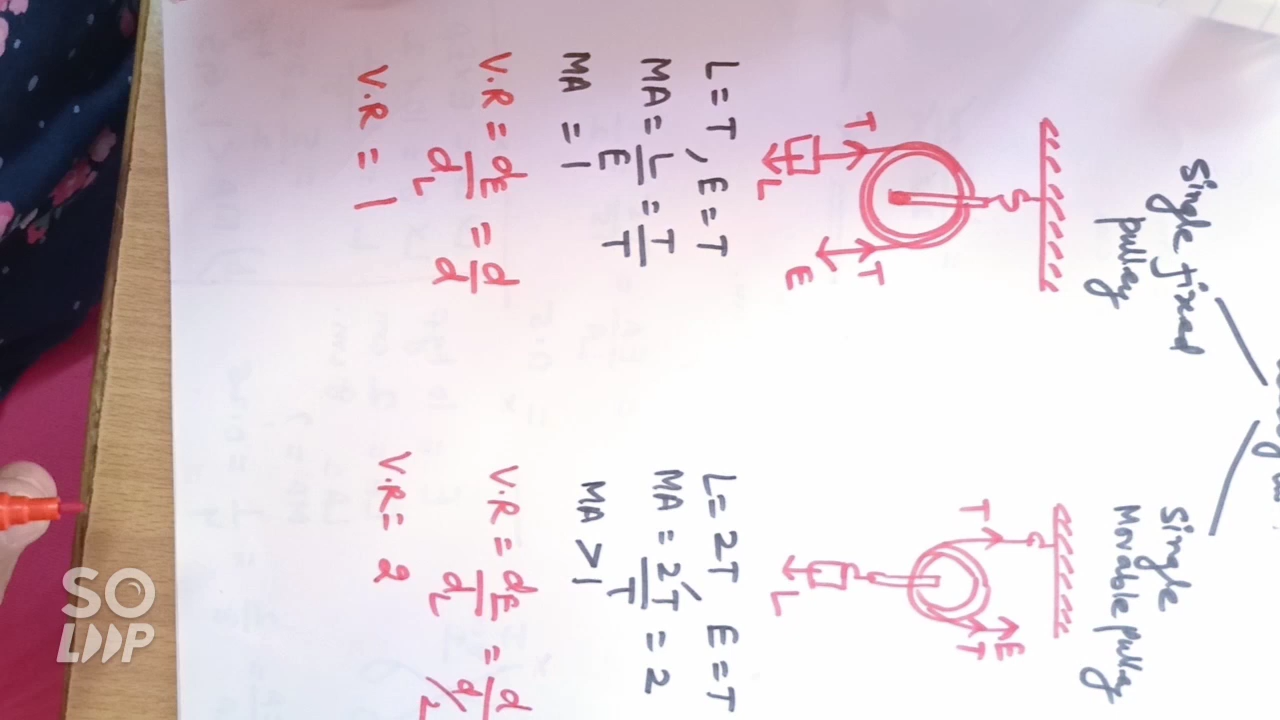 Single fixed
pulley
T
T
L
E
L = T, E = T
MA = L/E = T/T
MA = 1
V.R = dE/dL = d/d
V.R = 1
Single
Movable pulley
T
E
T
L
L = 2T E = T
MA = 2T/T = 2
MA > 1
V.R = dE/dL = d/d/2
V.R = 2
SO
LOOP